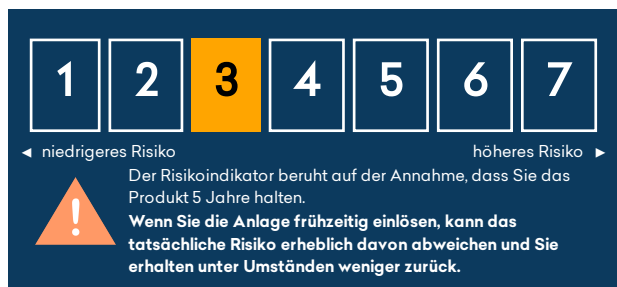 1 2 3 4 5 6 7
◄ niedrigeres Risiko höheres Risiko ►
Der Risikoindikator beruht auf der Annahme, dass Sie das
Produkt 5 Jahre halten.
Wenn Sie die Anlage frühzeitig einlösen, kann das
tatsächliche Risiko erheblich davon abweichen und Sie
erhalten unter Umständen weniger zurück.